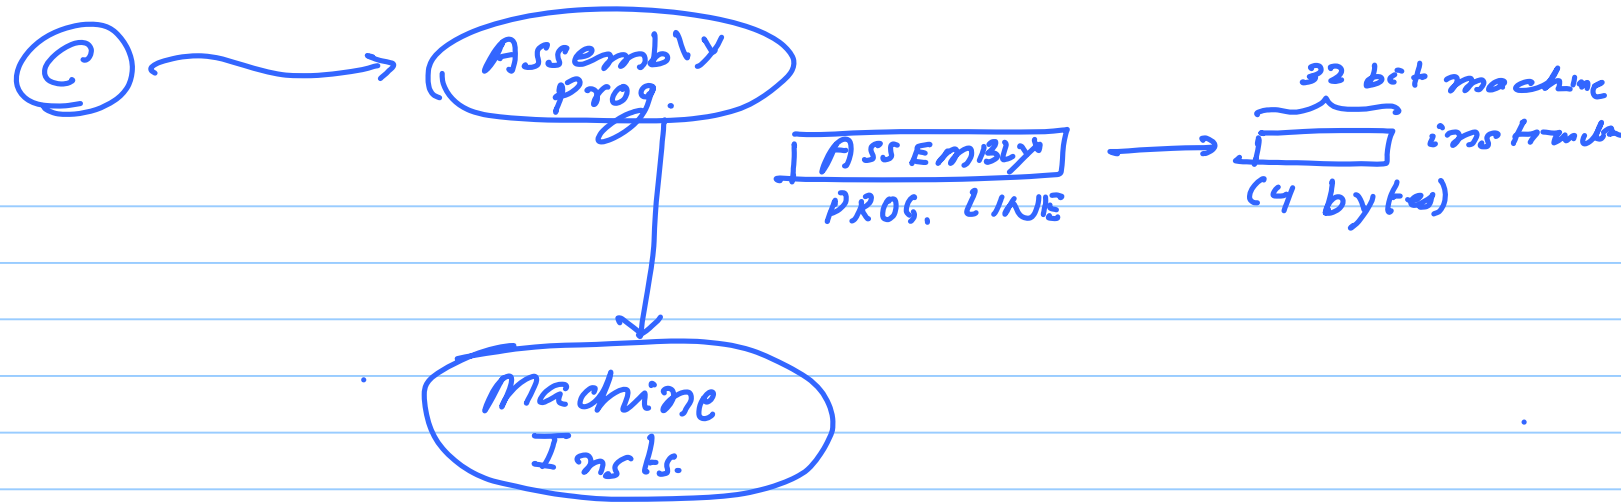 C
Assembly
Prog.
ASSEMBLY
PROG. LINE
32 bit machine
(4 bytes)
Machine
Insts.